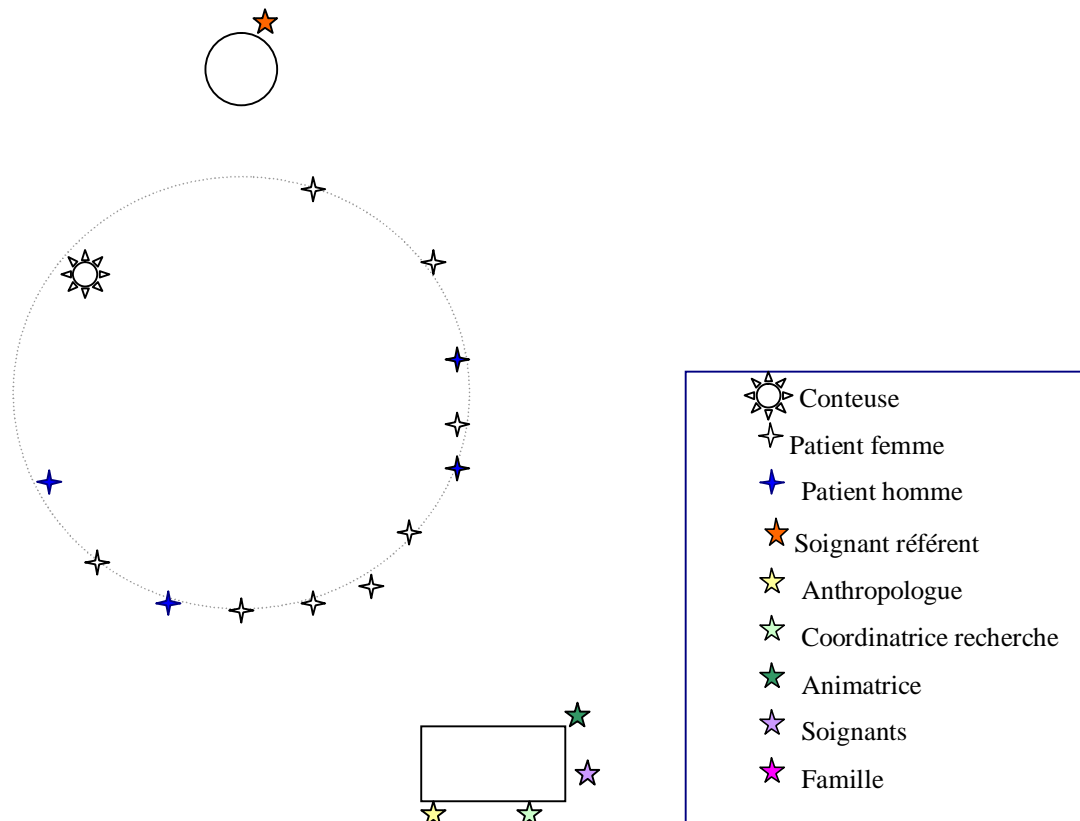 Conteuse
Patient femme
Patient homme
Soignant référent
Anthropologue
Coordinatrice recherche
Animatrice
Soignants
Famille